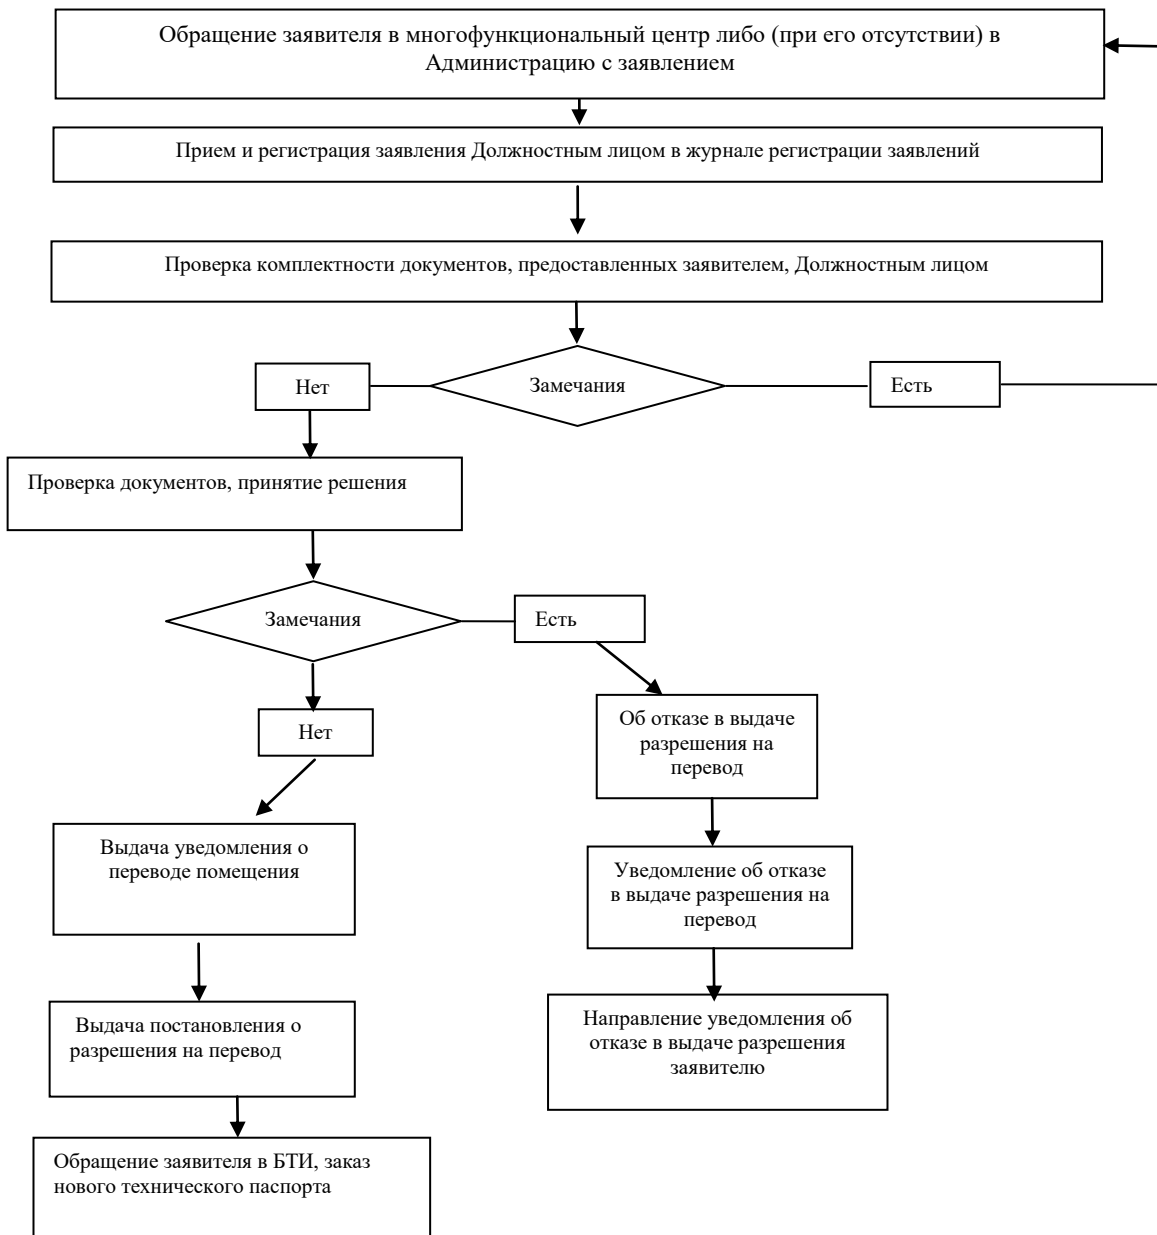 Обращение заявителя в многофункциональный центр либо (при его отсутствии) в
Администрацию с заявлением
Прием и регистрация заявления Должностным лицом в журнале регистрации заявлений
Проверка комплектности документов, предоставленных заявителем, Должностным лицом
Нет
Замечания
Есть
Проверка документов, принятие решения
Замечания
Есть
Нет
Об отказе в выдаче
разрешения на
перевод
Выдача уведомления о
переводе помещения
Уведомление об отказе
в выдаче разрешения на
перевод
Выдача постановления о
разрешения на перевод
Направление уведомления об
отказе в выдаче разрешения
заявителю
Обращение заявителя в БТИ, заказ
нового технического паспорта